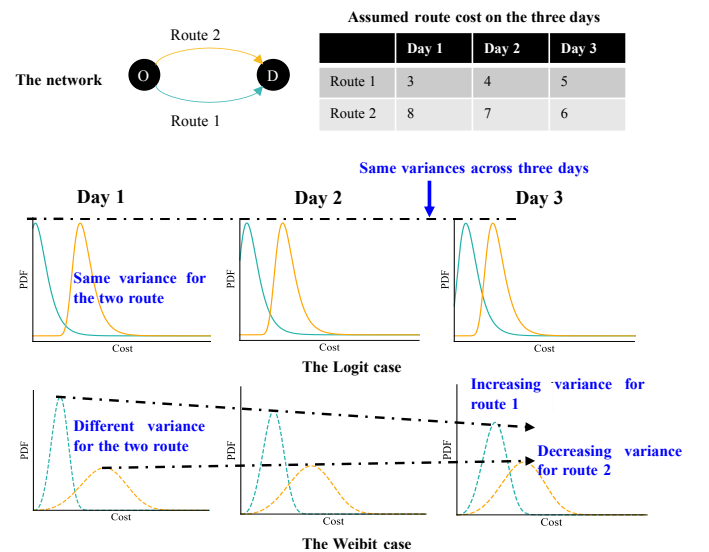 Assumed route cost on the three days
Route 2
The network
O
D
Route 1
Day 1 Day 2 Day 3
Route 1 3 4 5
Route 2 8 7 6
Same variances across three days
Day 1
Day 2
Day 3
PDF
Same variance for
the two route
Cost
PDF
Cost
PDF
Cost
The Logit case
Increasing variance for
route 1
PDF
Different variance
for the two route
Cost
PDF
Cost
PDF
Decreasing variance
for route 2
Cost
The Weibit case